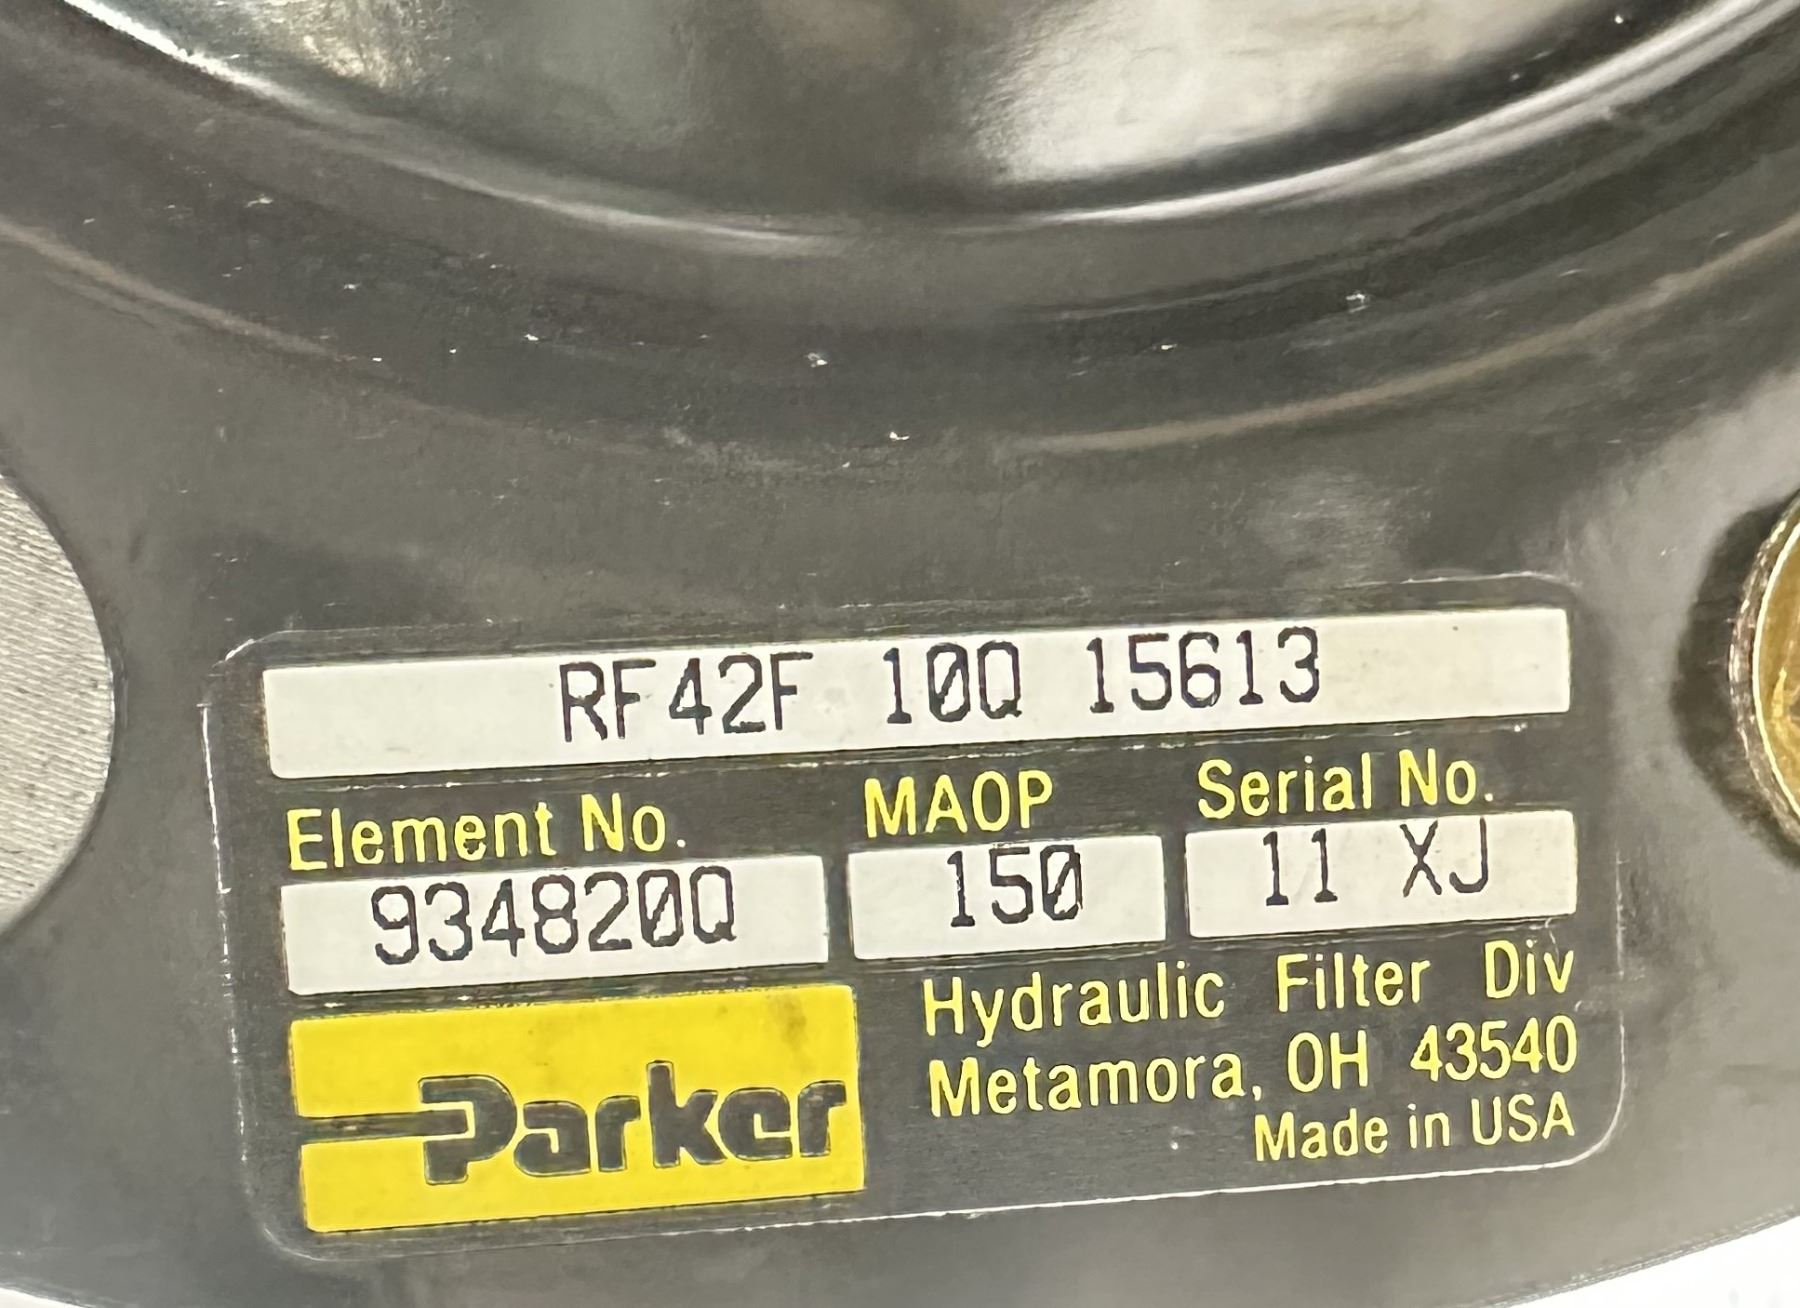 RF42F 10Q 15613
Element No. MAOP Serial No.
934820Q 150 11 XJ
Parker
Hydraulic Filter Div
Metamora, OH 43540
Made in USA